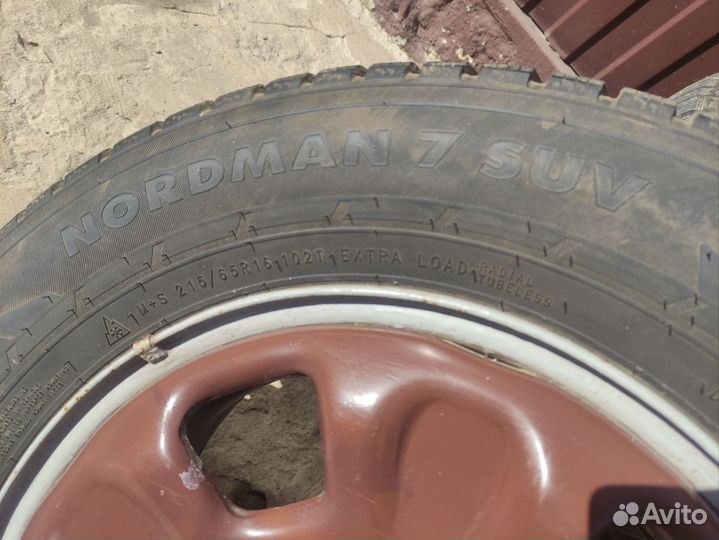 NORDMAN 7 SUV
M+S 215/65R16 102T EXTRA LOAD RADIAL TUBELESS
Avito